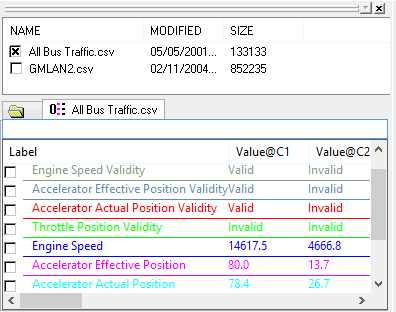 NAME MODIFIED SIZE
All Bus Traffic.csv 05/05/2001... 133133
GMLAN2.csv 02/11/2004... 852235
All Bus Traffic.csv
Label Value@C1 Value@C2
Engine Speed Validity Valid Invalid
Accelerator Effective Position Validity Valid Invalid
Accelerator Actual Position Validity Valid Invalid
Throttle Position Validity Invalid Invalid
Engine Speed 14617.5 4666.8
Accelerator Effective Position 80.0 13.7
Accelerator Actual Position 78.4 26.7